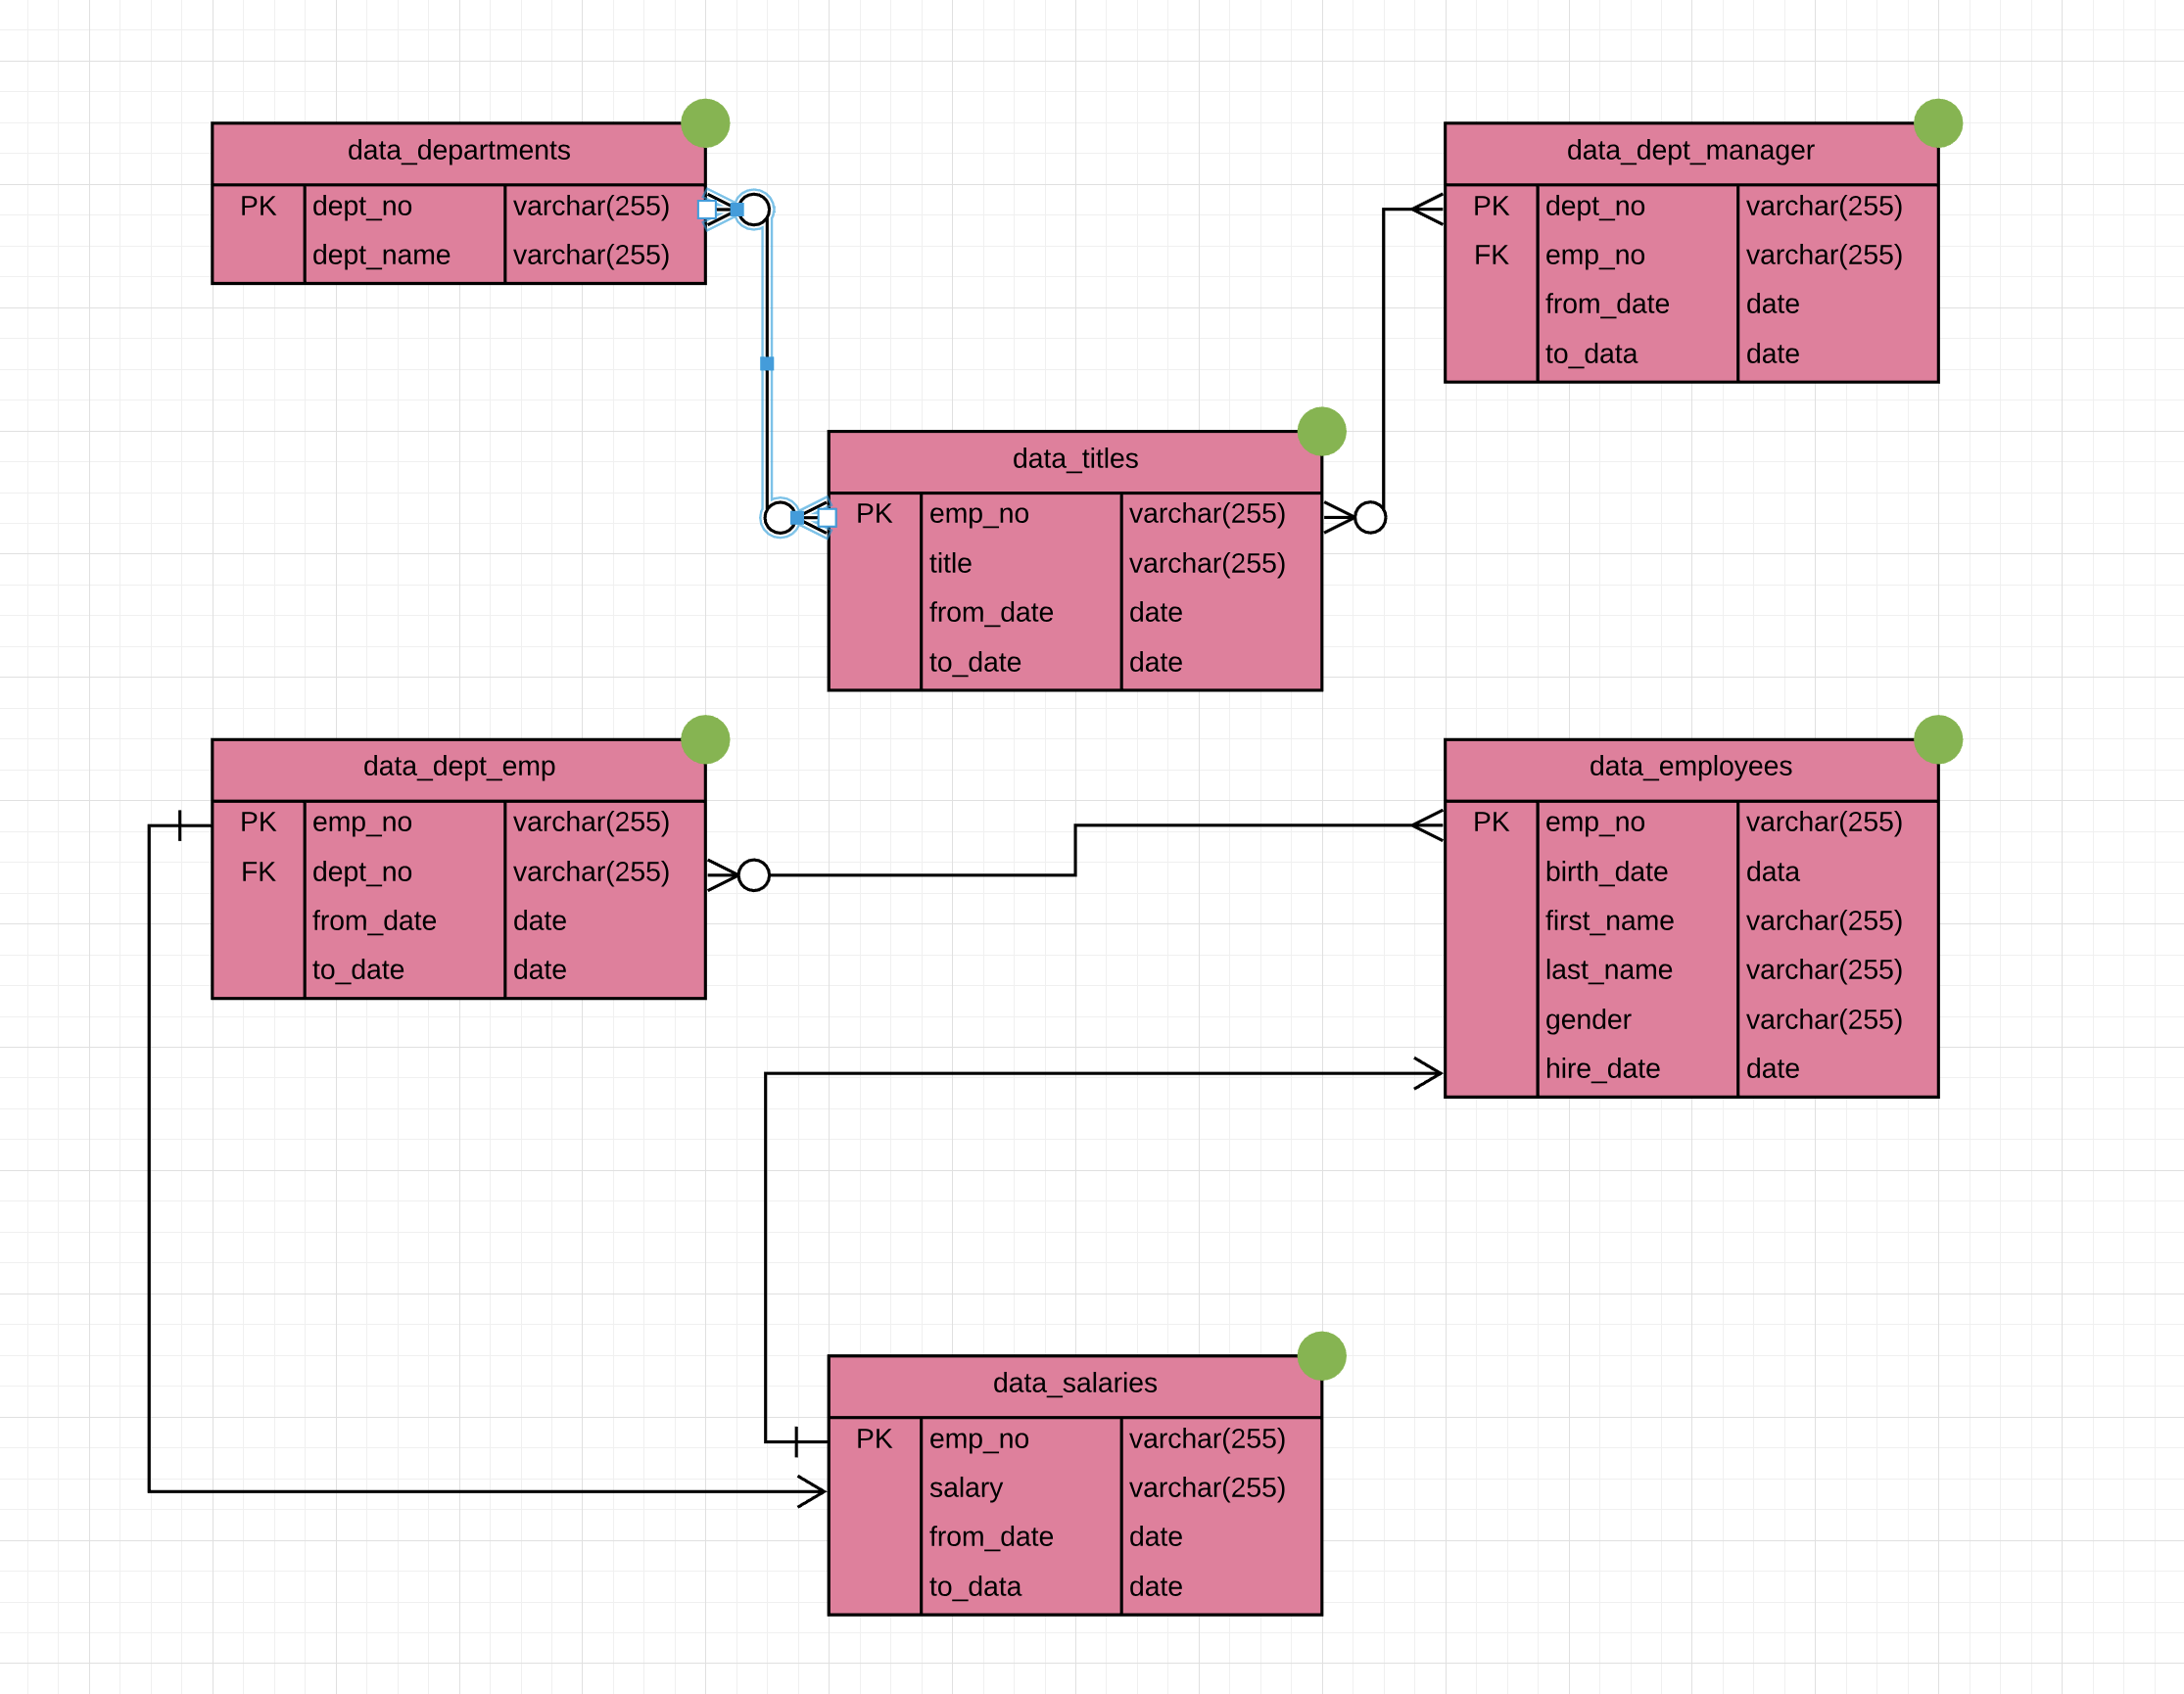 data_departments
PK dept_no varchar(255)
dept_name varchar(255)
data_dept_manager
PK dept_no varchar(255)
FK emp_no varchar(255)
from_date date
to_data date
data_titles
PK emp_no varchar(255)
title varchar(255)
from_date date
to_date date
data_dept_emp
PK emp_no varchar(255)
FK dept_no varchar(255)
from_date date
to_date date
data_employees
PK emp_no varchar(255)
birth_date data
first_name varchar(255)
last_name varchar(255)
gender varchar(255)
hire_date date
data_salaries
PK emp_no varchar(255)
salary varchar(255)
from_date date
to_data date